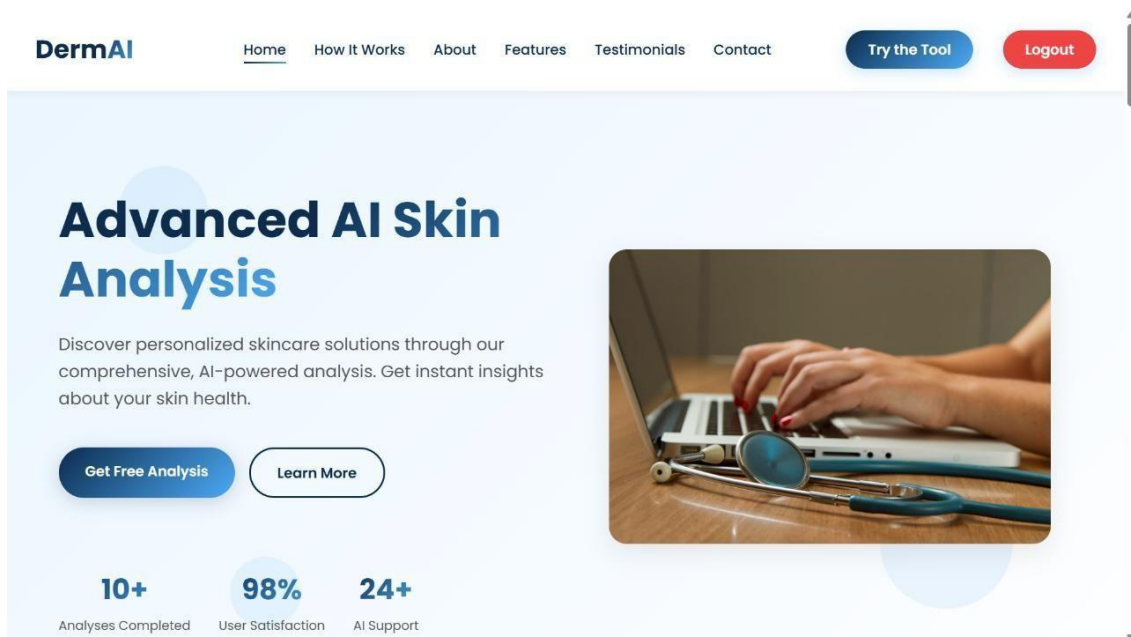 DermAI
Home How It Works About Features Testimonials Contact
Try the Tool
Logout
Advanced AI Skin
Analysis
Discover personalized skincare solutions through our
comprehensive, AI-powered analysis. Get instant insights
about your skin health.
Get Free Analysis
Learn More
10+ 98% 24+
Analyses Completed User Satisfaction AI Support